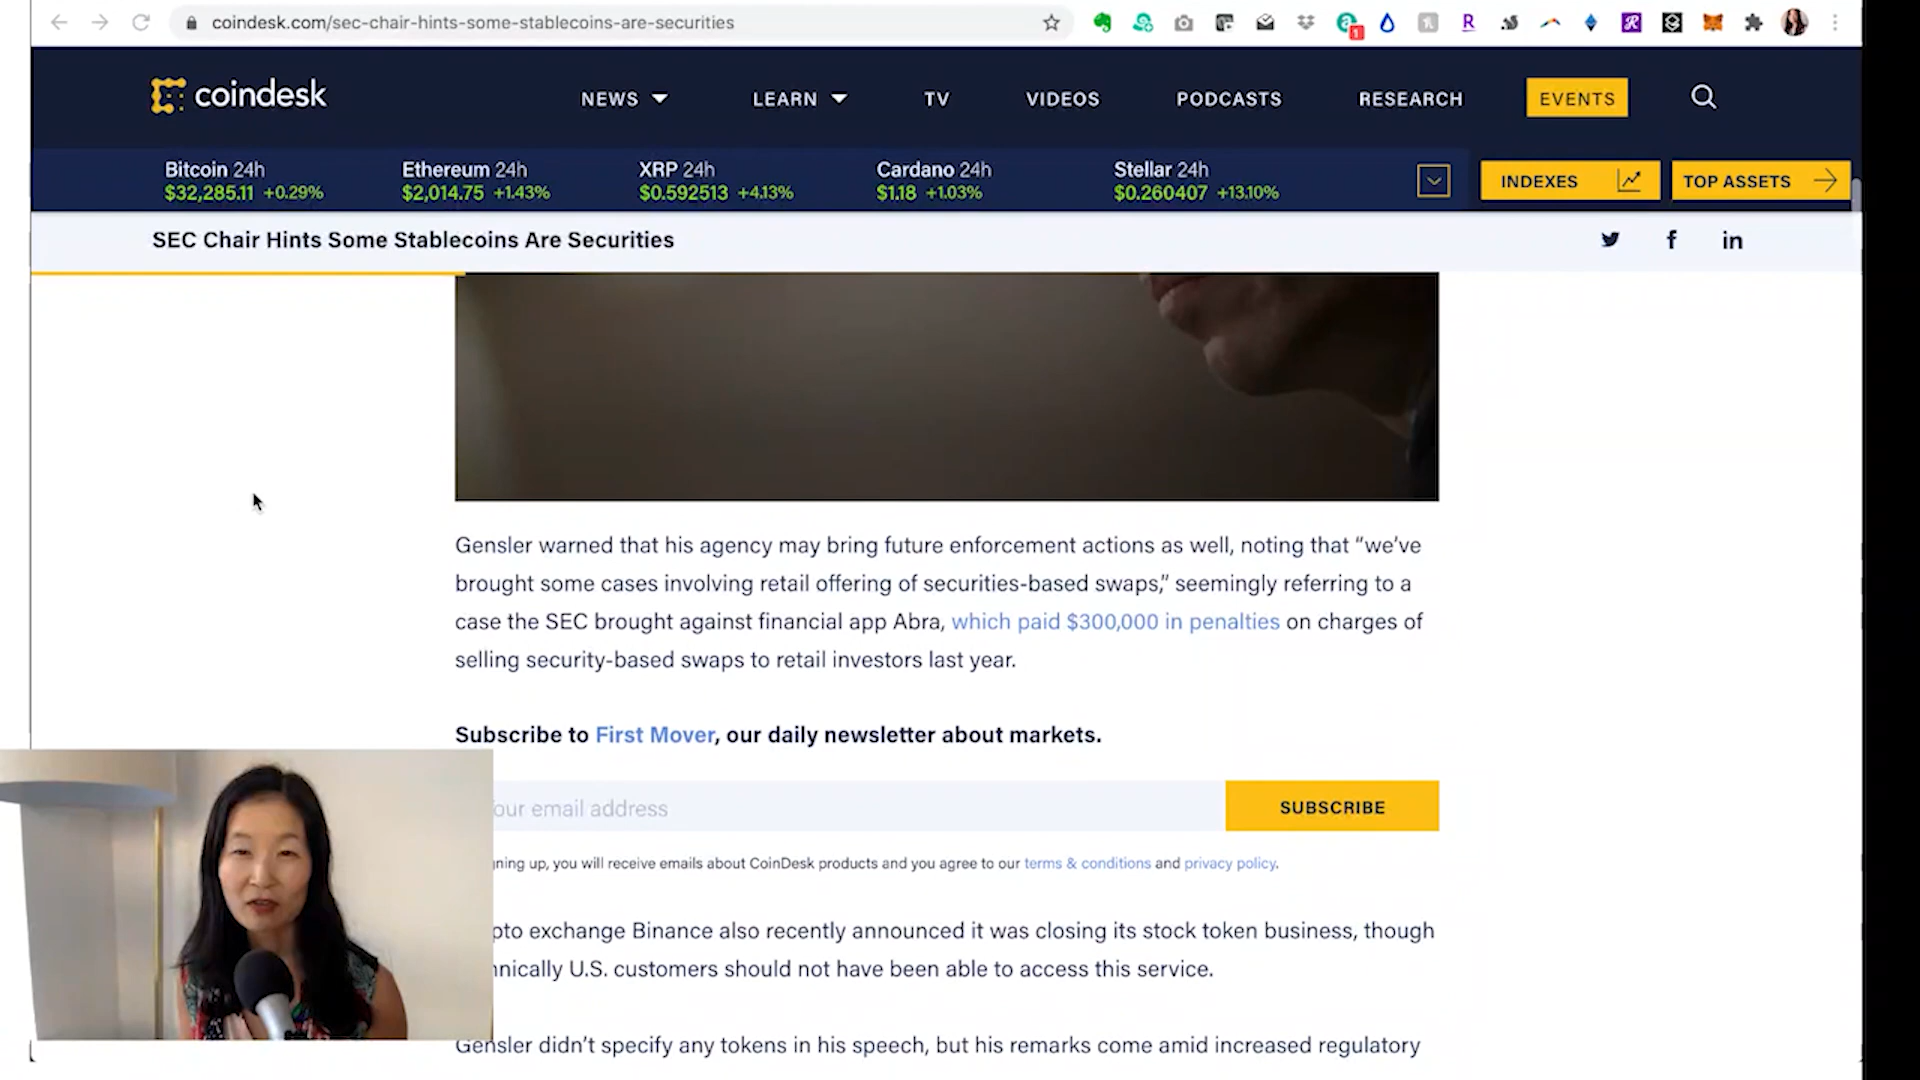 coindesk.com/sec-chair-hints-some-stablecoins-are-securities
coindesk
NEWS
LEARN
TV
VIDEOS
PODCASTS
RESEARCH
EVENTS
Bitcoin 24h
$32,285.11 +0.29%
Ethereum 24h
$2,014.75 +1.43%
XRP 24h
$0.592513 +4.13%
Cardano 24h
$1.18 +1.03%
Stellar 24h
$0.260407 +13.10%
INDEXES
TOP ASSETS
SEC Chair Hints Some Stablecoins Are Securities
Gensler warned that his agency may bring future enforcement actions as well, noting that “we’ve
brought some cases involving retail offering of securities-based swaps,” seemingly referring to a
case the SEC brought against financial app Abra, which paid $300,000 in penalties on charges of
selling security-based swaps to retail investors last year.
Subscribe to First Mover, our daily newsletter about markets.
our email address
SUBSCRIBE
ning up, you will receive emails about CoinDesk products and you agree to our terms & conditions and privacy policy.
pto exchange Binance also recently announced it was closing its stock token business, though
nically U.S. customers should not have been able to access this service.
Gensler didn’t specify any tokens in his speech, but his remarks come amid increased regulatory